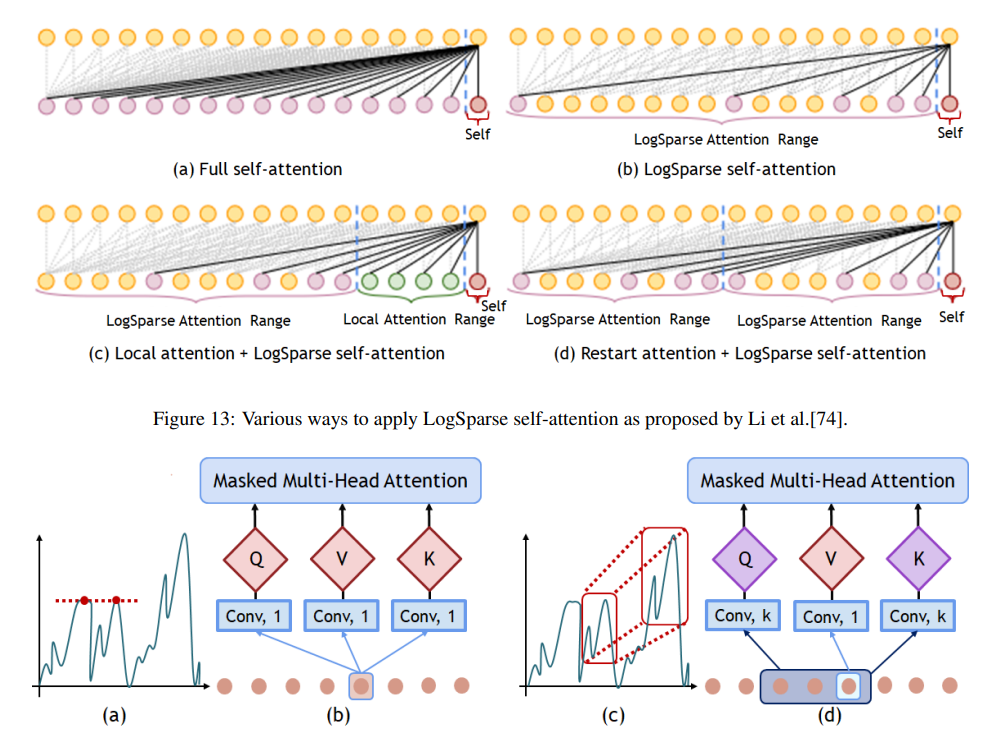 Self
Self
LogSparse Attention Range
(a) Full self-attention
(b) LogSparse self-attention
Self
LogSparse Attention Range
Local Attention Range
LogSparse Attention Range
LogSparse Attention Range
Self
(c) Local attention + LogSparse self-attention
(d) Restart attention + LogSparse self-attention
Figure 13: Various ways to apply LogSparse self-attention as proposed by Li et al.[74].
Masked Multi-Head Attention
Q
V
K
Conv, 1
Conv, 1
Conv, 1
(a)
(b)
Masked Multi-Head Attention
Q
V
K
Conv, k
Conv, 1
Conv, k
(c)
(d)